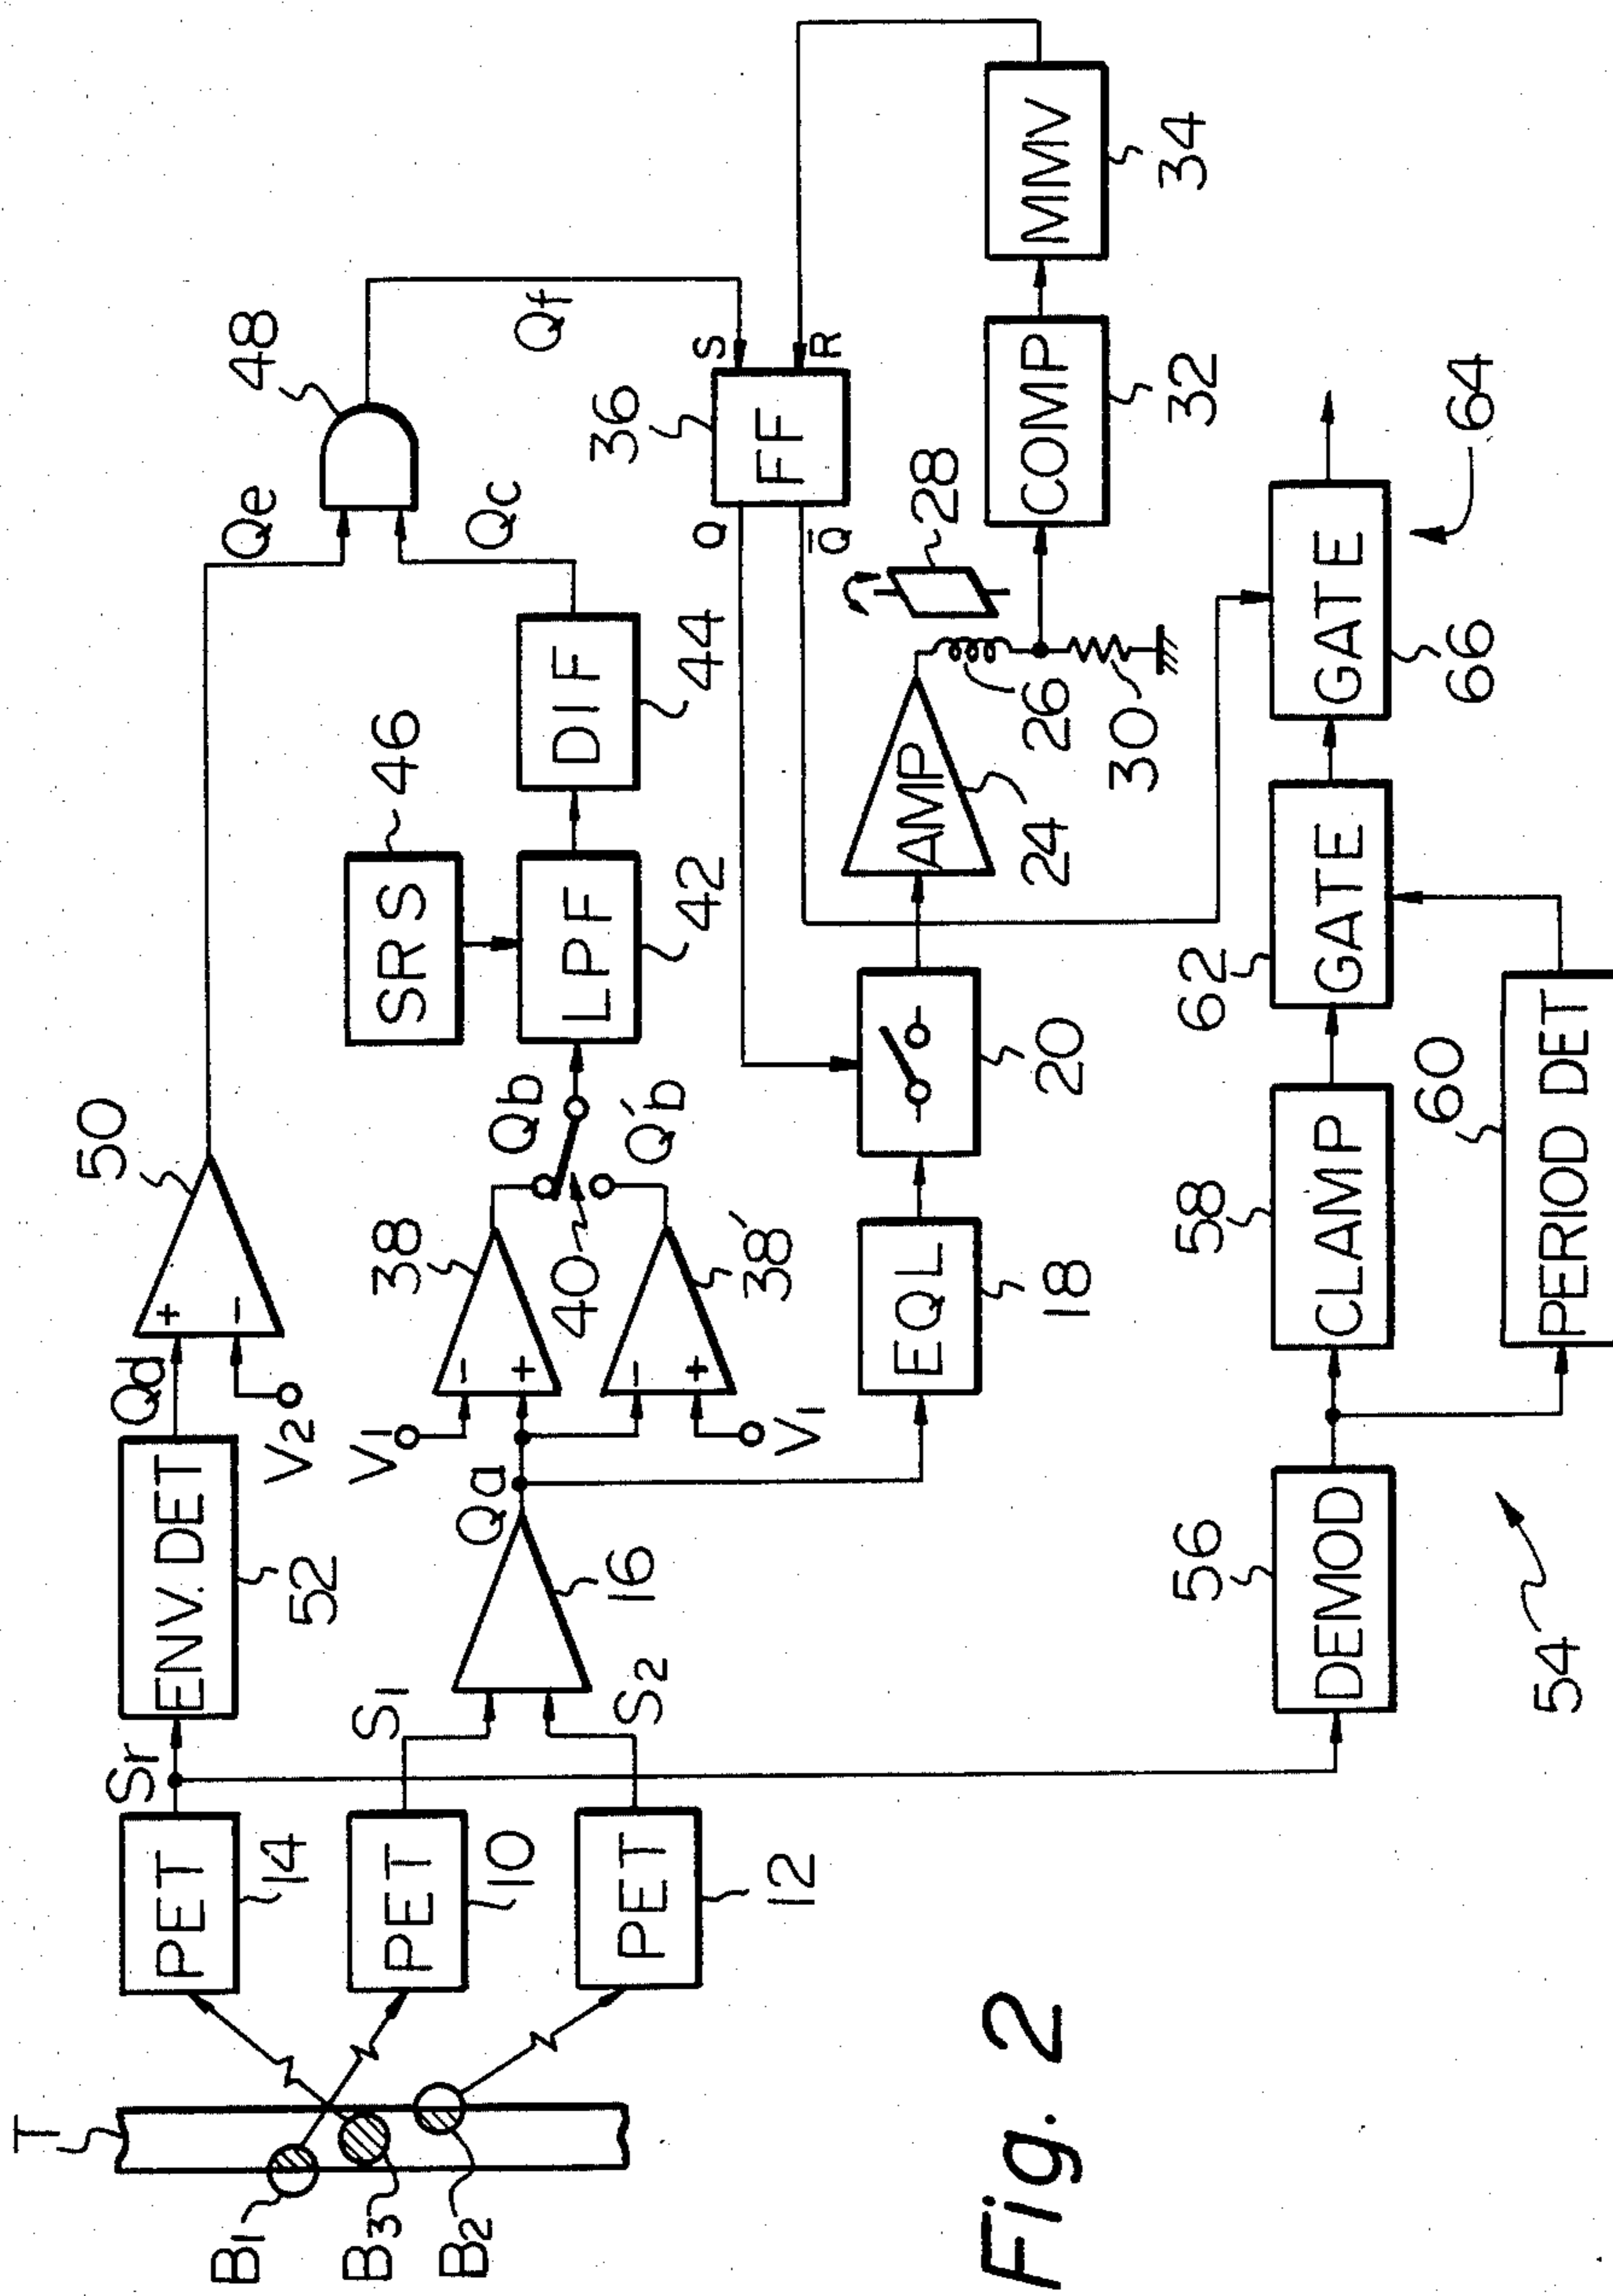 T
B1
B3
B2
PET
14
PET
10
PET
12
Sr
S1
S2
ENV. DET
52
Qd
V2
+
−
50
16
Qa
V1
−
+
38
−
+
V1
38'
40
Qb
Q'b
SRS
46
LPF
42
DIF
44
Qe
Qc
48
Qf
EQL
18
20
AMP
24
26
28
30
Q
Q̄
FF
36
S
R
COMP
32
MMV
34
DEMOD
56
54
CLAMP
58
PERIOD DET
60
GATE
62
GATE
66
64
Fig. 2